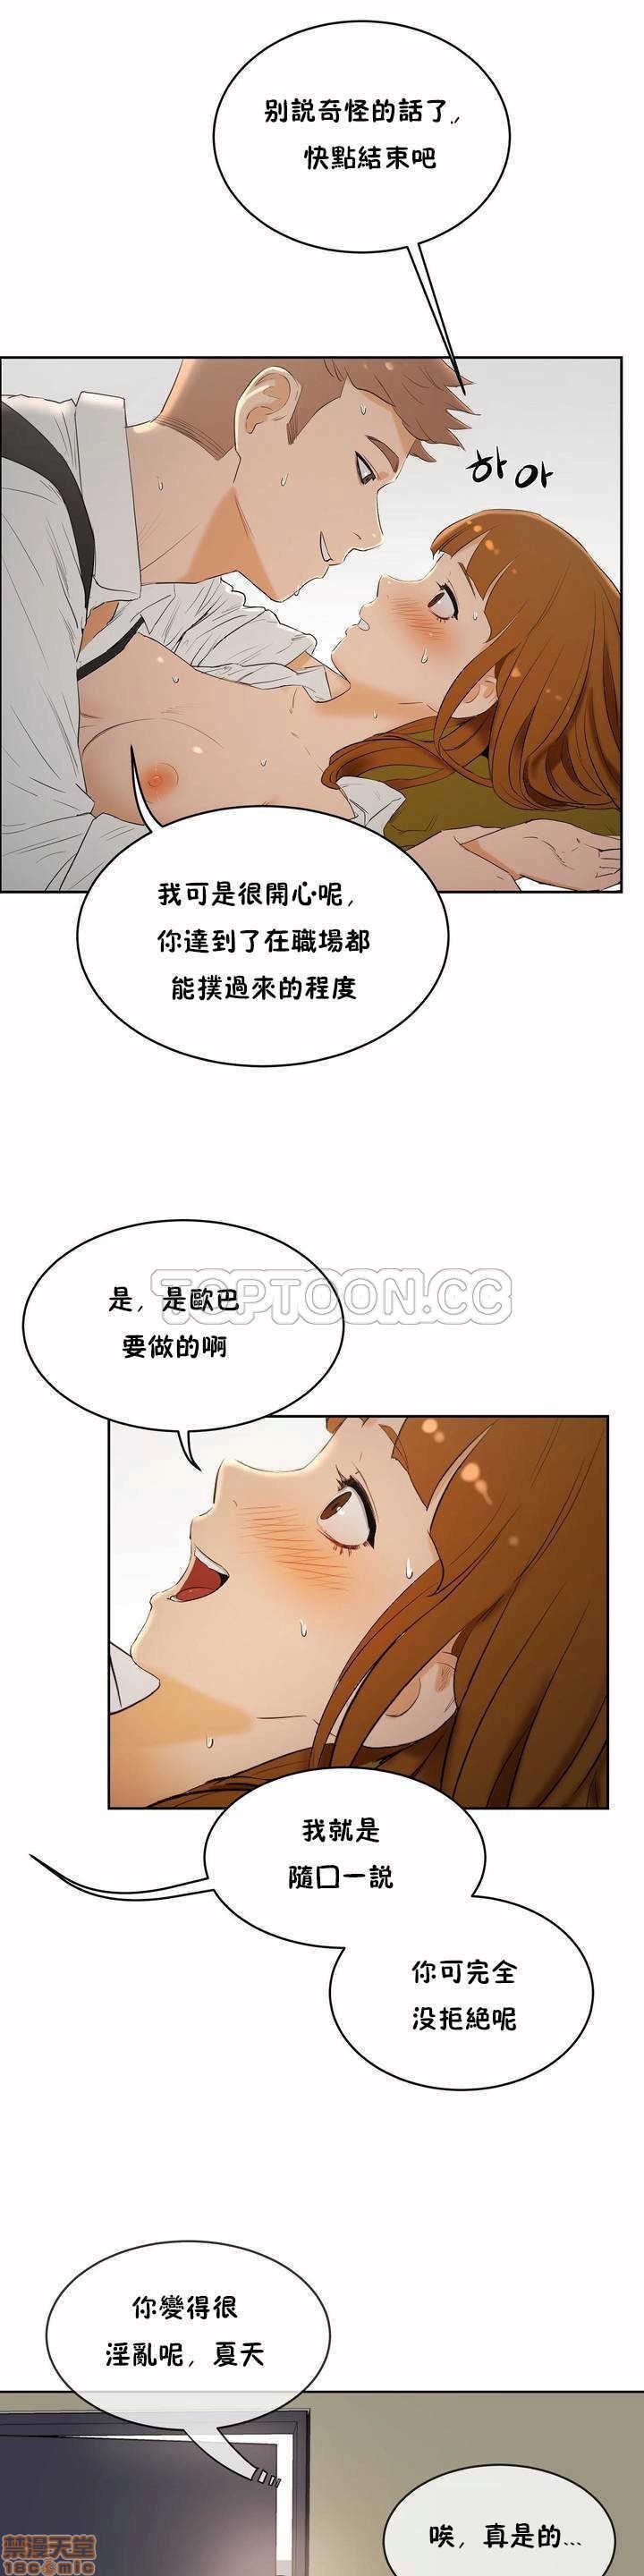 别說奇怪的話了,
快點結束吧
하아
我可是很開心呢,
你達到了在職場都
能撲過來的程度
TOPTOON.CC
是, 是歐巴
要做的啊
我就是
隨口一說
你可完全
没拒絕呢
你變得很
淫亂呢, 夏天
唉, 真是的...
禁漫天堂
18comic